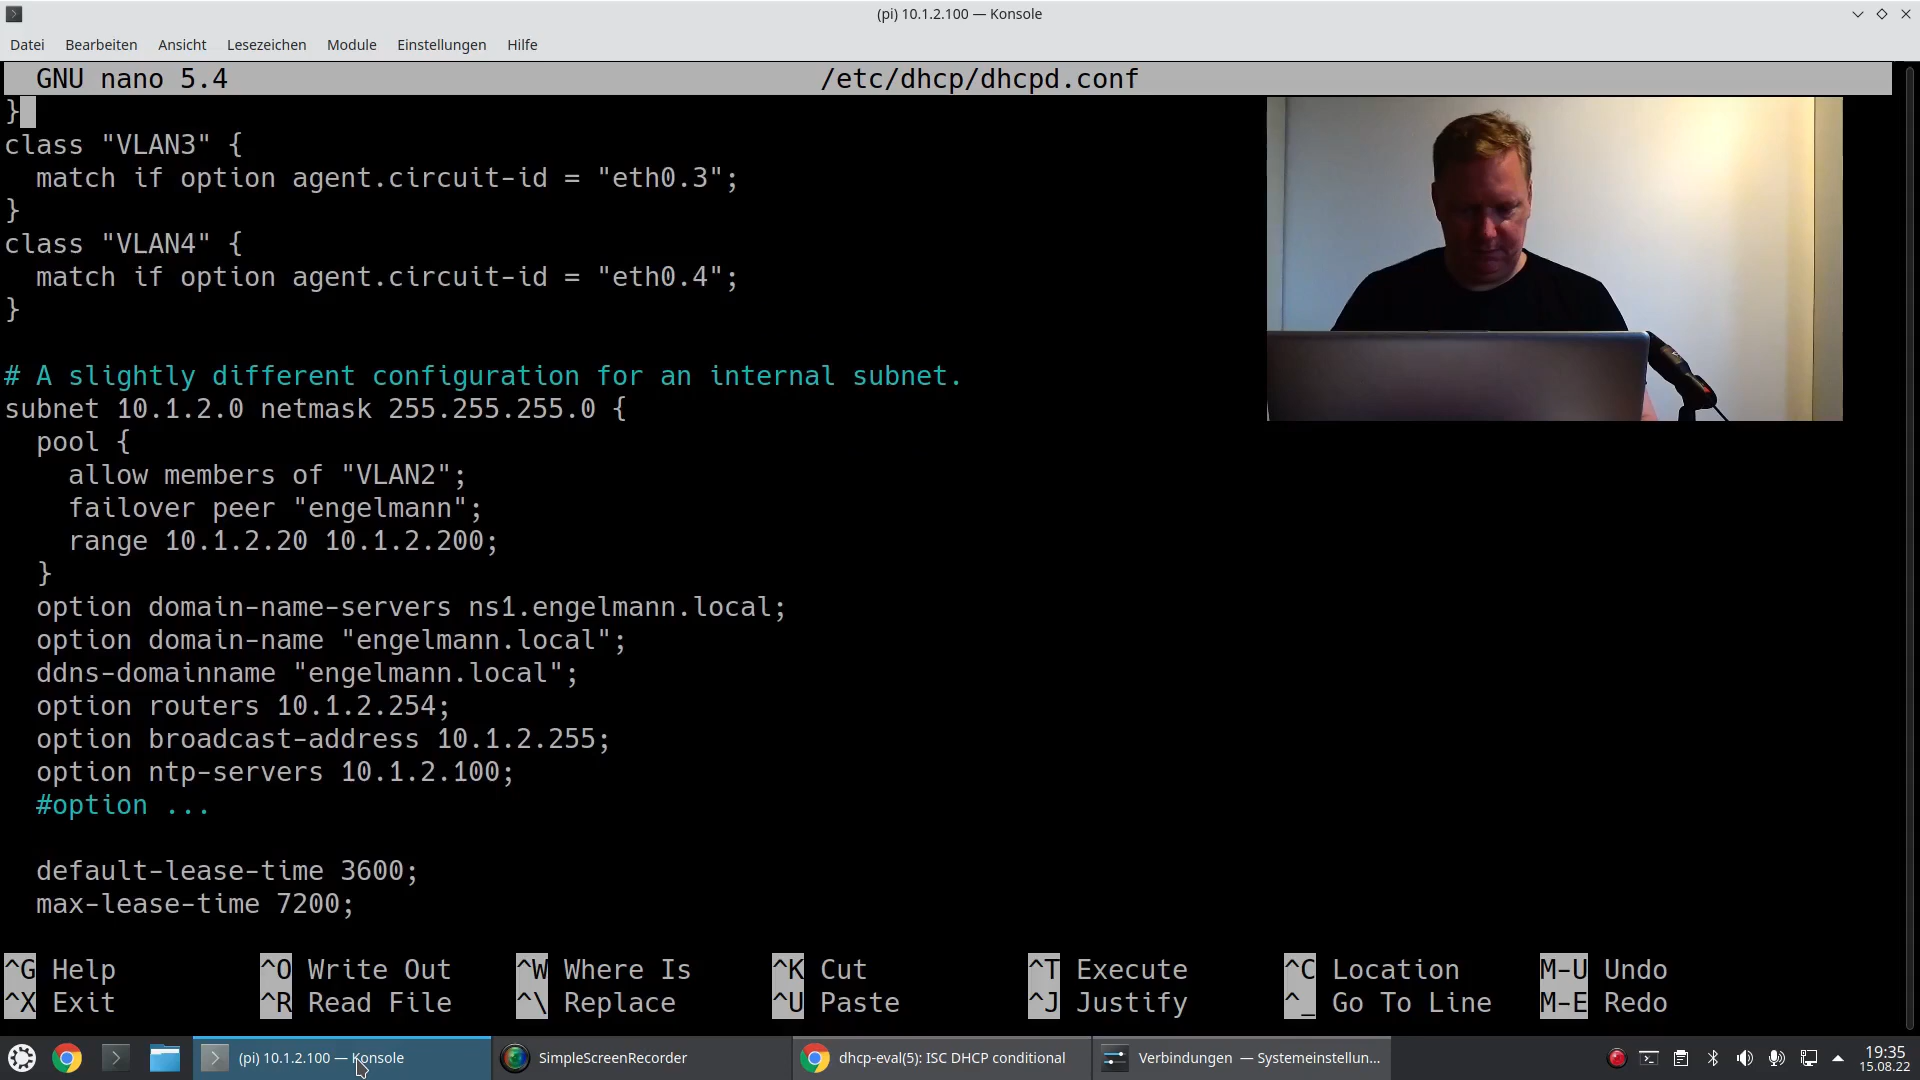 (pi) 10.1.2.100 — Konsole
Datei Bearbeiten Ansicht Lesezeichen Module Einstellungen Hilfe
GNU nano 5.4 /etc/dhcp/dhcpd.conf
}
class "VLAN3" {
match if option agent.circuit-id = "eth0.3";
}
class "VLAN4" {
match if option agent.circuit-id = "eth0.4";
}
# A slightly different configuration for an internal subnet.
subnet 10.1.2.0 netmask 255.255.255.0 {
pool {
allow members of "VLAN2";
failover peer "engelmann";
range 10.1.2.20 10.1.2.200;
}
option domain-name-servers ns1.engelmann.local;
option domain-name "engelmann.local";
ddns-domainname "engelmann.local";
option routers 10.1.2.254;
option broadcast-address 10.1.2.255;
option ntp-servers 10.1.2.100;
#option ...
default-lease-time 3600;
max-lease-time 7200;
^G Help ^O Write Out ^W Where Is ^K Cut ^T Execute ^C Location M-U Undo
^X Exit ^R Read File ^\ Replace ^U Paste ^J Justify ^_ Go To Line M-E Redo
(pi) 10.1.2.100 — Konsole SimpleScreenRecorder dhcp-eval(5): ISC DHCP conditional Verbindungen — Systemeinstellun... 19:35
15.08.22